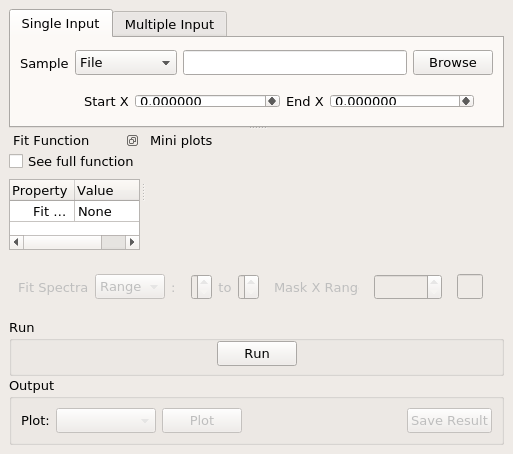 Single Input Multiple Input
Sample File Browse
Start X 0.000000 End X 0.000000
Fit Function Mini plots
See full function
Property Value
Fit ... None
Fit Spectra Range : to Mask X Rang
Run
Run
Output
Plot: Plot Save Result